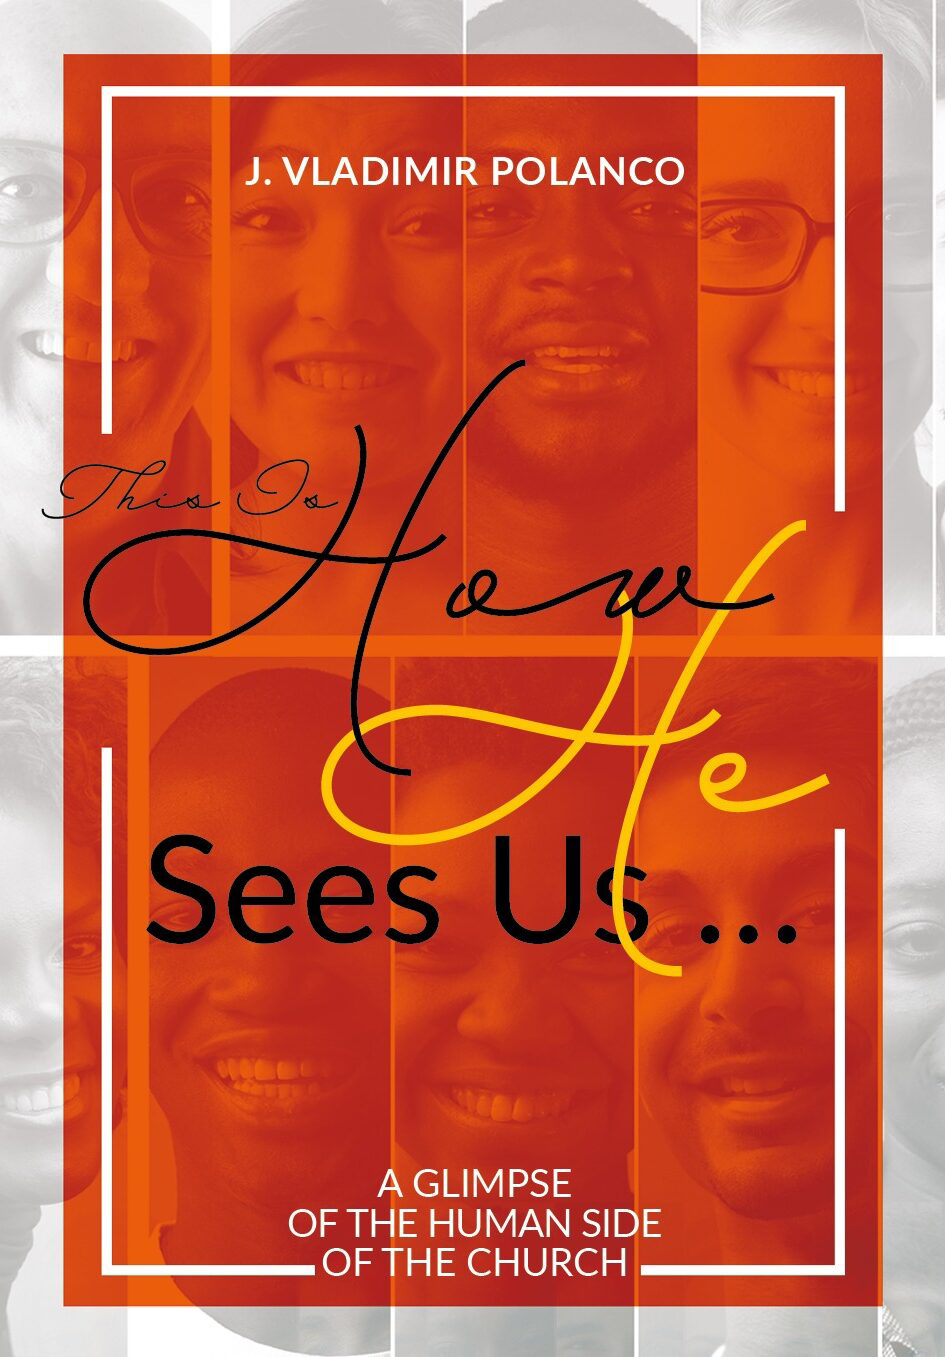 J. VLADIMIR POLANCO
This Is
How
He
Sees Us ...
A GLIMPSE
OF THE HUMAN SIDE
OF THE CHURCH